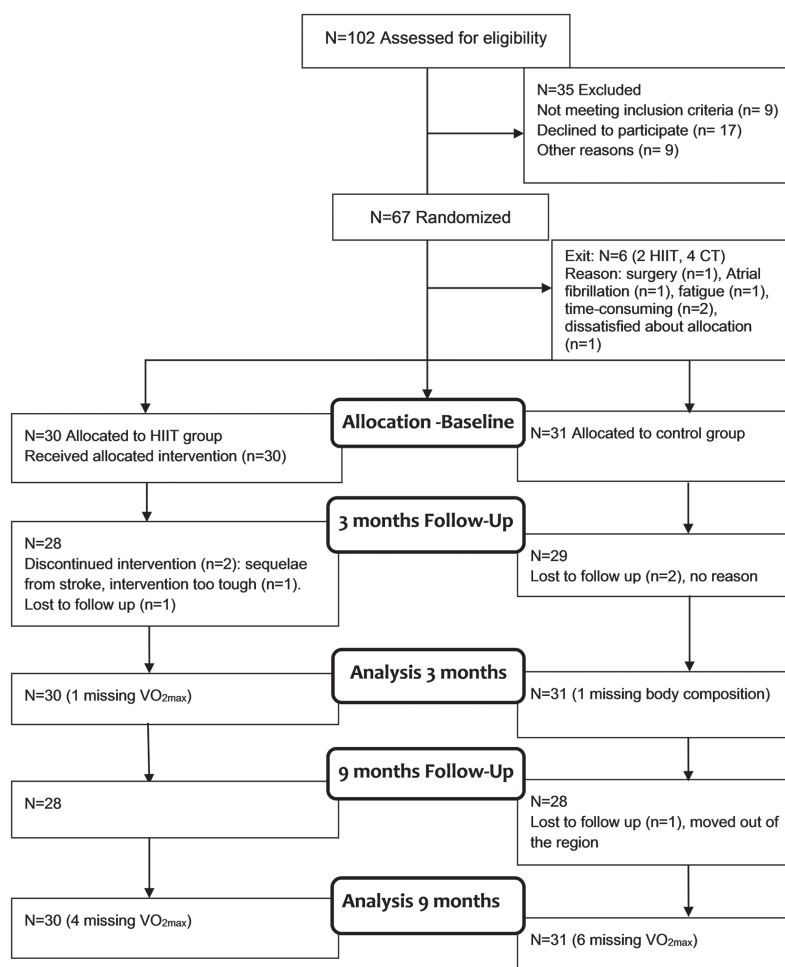 N=102 Assessed for eligibility
N=35 Excluded
Not meeting inclusion criteria (n= 9)
Declined to participate (n= 17)
Other reasons (n= 9)
N=67 Randomized
Exit: N=6 (2 HIIT, 4 CT)
Reason: surgery (n=1), Atrial
fibrillation (n=1), fatigue (n=1),
time-consuming (n=2),
dissatisfied about allocation
(n=1)
Allocation -Baseline
N=30 Allocated to HIIT group
Received allocated intervention (n=30)
N=31 Allocated to control group
3 months Follow-Up
N=28
Discontinued intervention (n=2): sequelae
from stroke, intervention too tough (n=1).
Lost to follow up (n=1)
N=29
Lost to follow up (n=2), no reason
Analysis 3 months
N=30 (1 missing VO2max)
N=31 (1 missing body composition)
9 months Follow-Up
N=28
N=28
Lost to follow up (n=1), moved out of
the region
Analysis 9 months
N=30 (4 missing VO2max)
N=31 (6 missing VO2max)